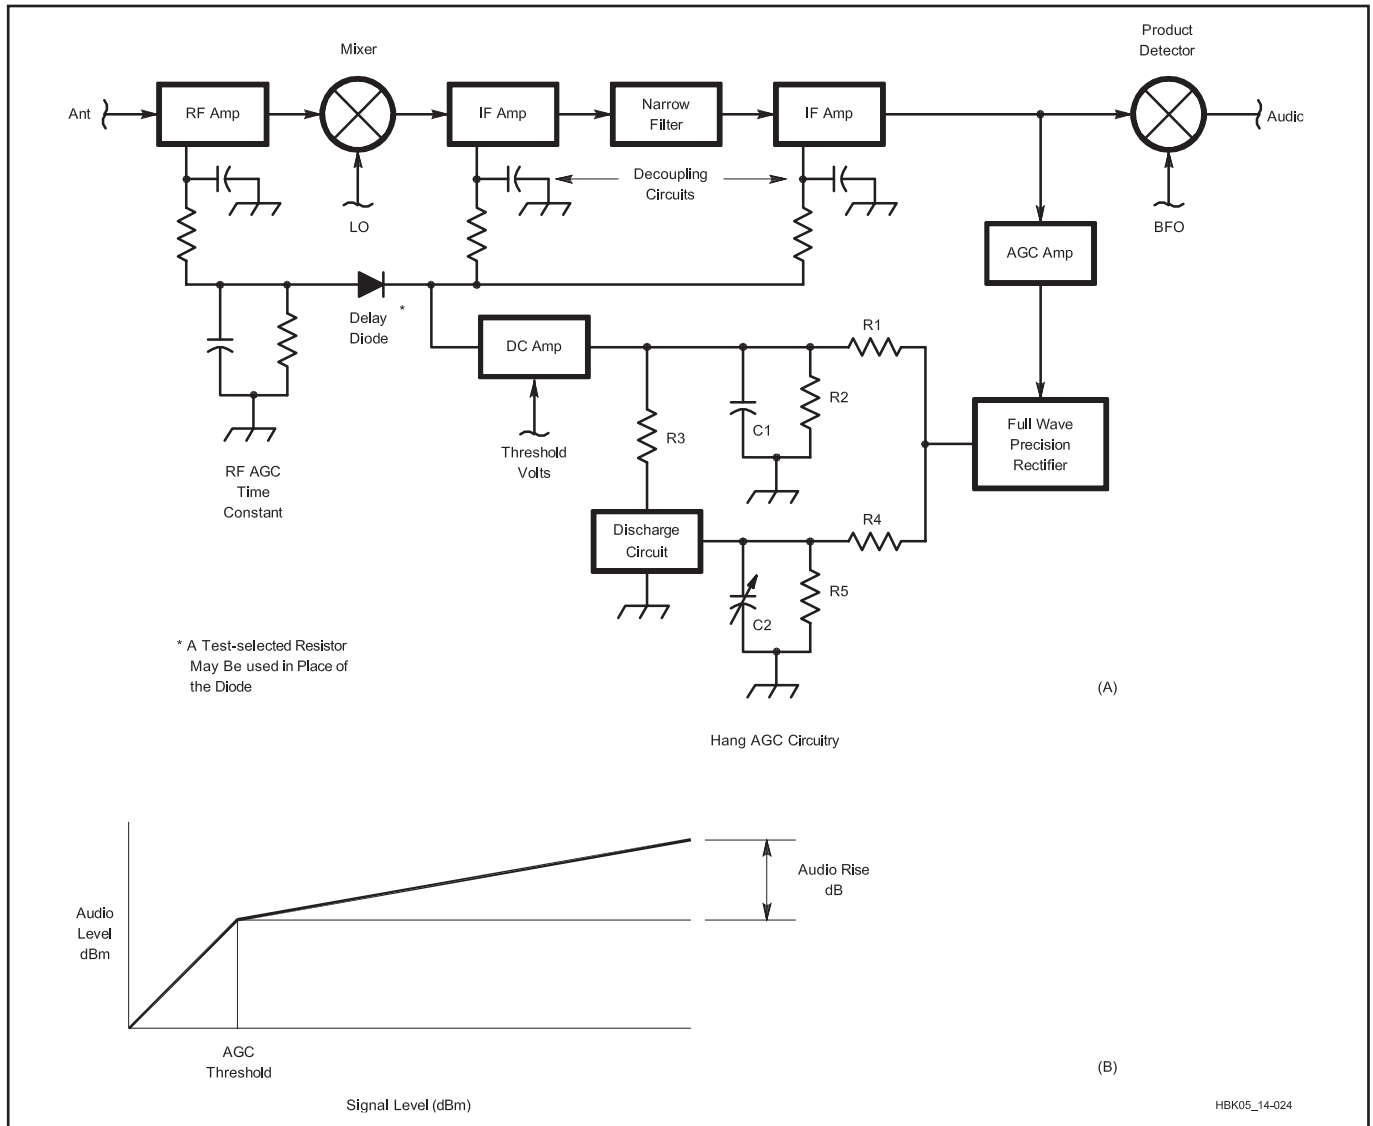 Mixer
Product
Detector
Ant
RF Amp
IF Amp
Narrow
Filter
IF Amp
Audio
Decoupling
Circuits
LO
BFO
AGC Amp
*
Delay
Diode
DC Amp
R1
R2
C1
R3
Threshold
Volts
Full Wave
Precision
Rectifier
RF AGC
Time
Constant
Discharge
Circuit
R4
R5
C2
* A Test-selected Resistor
May Be used in Place of
the Diode
(A)
Hang AGC Circuitry
Audio Rise
dB
Audio
Level
dBm
AGC
Threshold
(B)
Signal Level (dBm)
HBK05_14-024